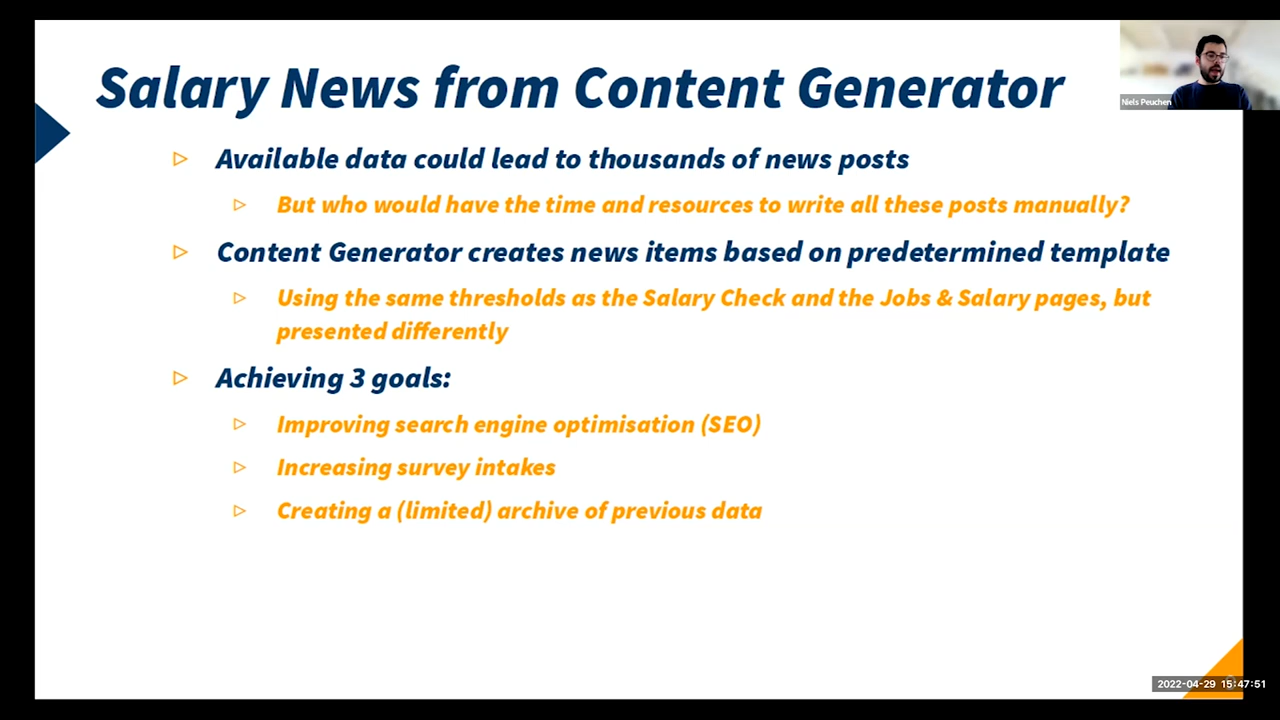 Salary News from Content Generator
Niels Peuchen
Available data could lead to thousands of news posts
But who would have the time and resources to write all these posts manually?
Content Generator creates news items based on predetermined template
Using the same thresholds as the Salary Check and the Jobs & Salary pages, but
presented differently
Achieving 3 goals:
Improving search engine optimisation (SEO)
Increasing survey intakes
Creating a (limited) archive of previous data
2022-04-29 15:47:51